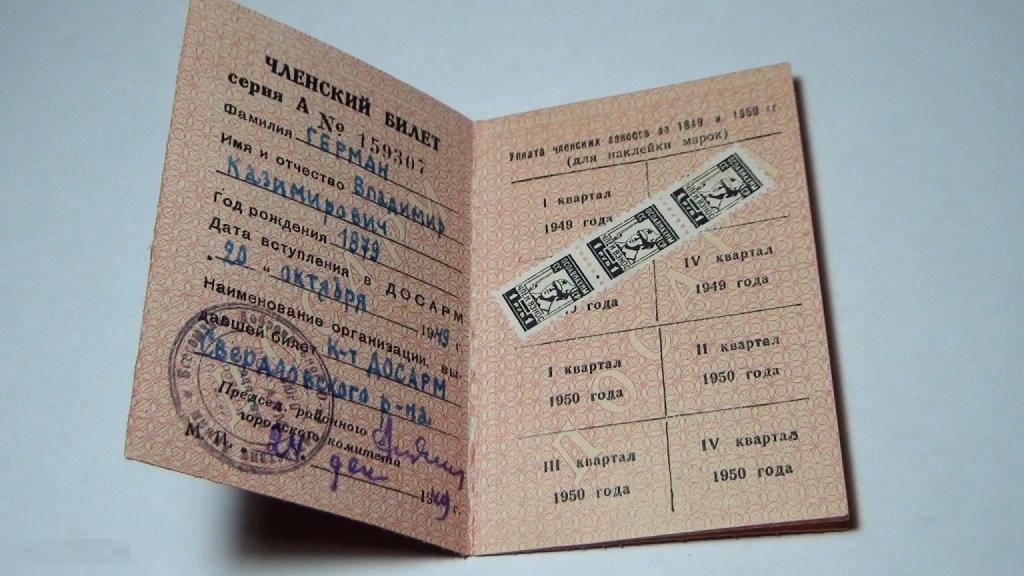 ЧЛЕНСКИЙ БИЛЕТ
серия А № 159307
Фамилия ГЕРМАН
Имя и отчество Владимир
Казимирович
Год рождения 1879
Дата вступления в ДОСАРМ
„20" октября 1949 г.
Наименование организации, вы-
давшей билет к-т ДОСАРМ
Свердловского р-на
Председ. районного
городского комитета
М. П. 24 дек 1949 г.
Уплата членских взносов за 1949 и 1950 гг.
(для наклейки марок)
I квартал
1949 года
IV квартал
1949 года
года
I квартал
1950 года
II квартал
1950 года
III квартал
1950 года
IV квартал
1950 года